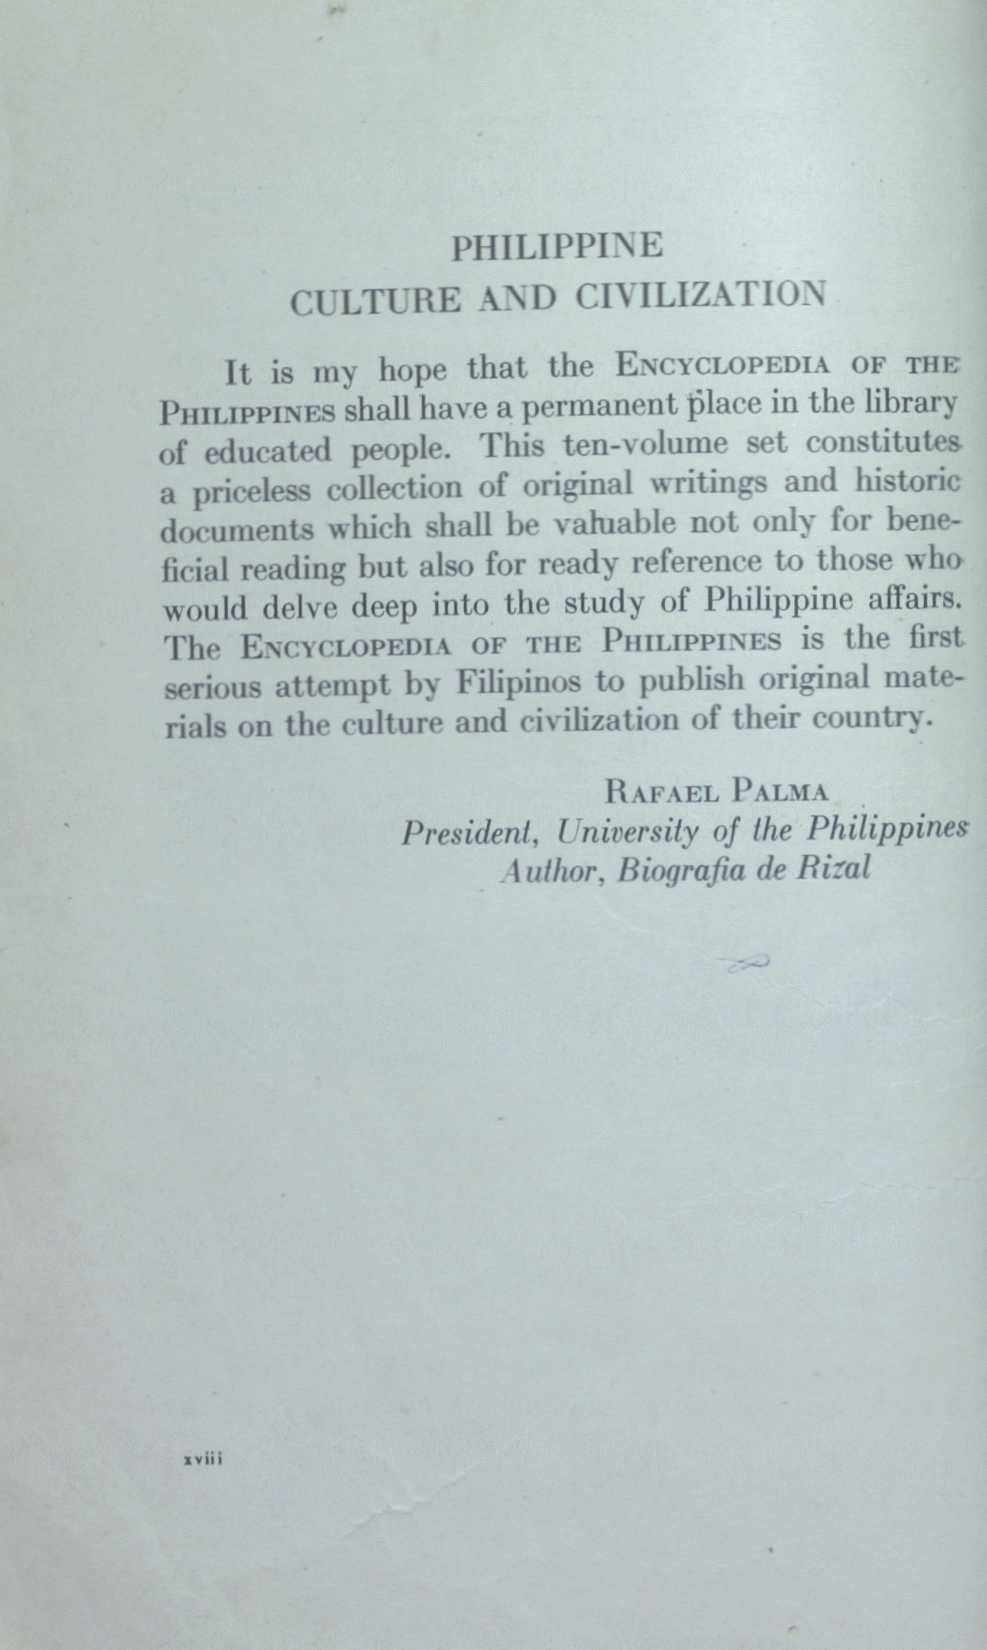 PHILIPPINE
CULTURE AND CIVILIZATION
It is my hope that the ENCYCLOPEDIA OF THE
PHILIPPINES shall have a permanent place in the library
of educated people. This ten-volume set constitutes
a priceless collection of original writings and historic
documents which shall be valuable not only for bene-
ficial reading but also for ready reference to those who
would delve deep into the study of Philippine affairs.
The ENCYCLOPEDIA OF THE PHILIPPINES is the first
serious attempt by Filipinos to publish original mate-
rials on the culture and civilization of their country.
RAFAEL PALMA
President, University of the Philippines
Author, Biografia de Rizal
xviii